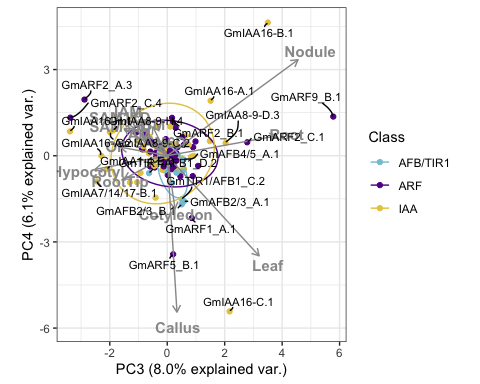 GmIAA16-B.1
Nodule
3
GmARF2_A.3
GmIAA16-A.1
GmARF9_B.1
GmARF2_C.4
GmIAA8-9-D.3
GmARF2_B.1
GmARF2_C.1
0
GmAFB4/5_A.1
GmTIR1/AFB1_C.2
Hypocotyl
Rooftip
GmIAA7/14/17-B.1
GmAFB2/3_A.1
GmAFB2/3_B.1
Cotyledon
GmARF1_A.1
-3
GmARF5_B.1
Leaf
GmIAA16-C.1
Callus
-6
-2
0
2
4
6
PC3 (8.0% explained var.)
PC4 (6.1% explained var.)
Class
AFB/TIR1
ARF
IAA